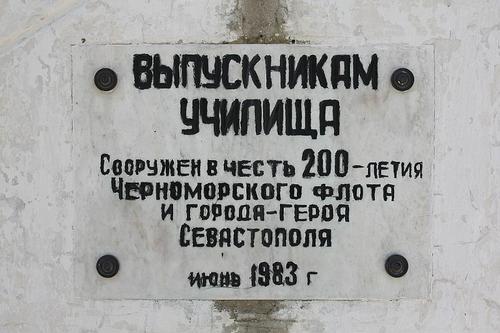 ВЫПУСКНИКАМ
УЧИЛИЩА
СООРУЖЕН В ЧЕСТЬ 200-ЛЕТИЯ
ЧЕРНОМОРСКОГО ФЛОТА
И ГОРОДА-ГЕРОЯ
СЕВАСТОПОЛЯ
июнь 1983 г